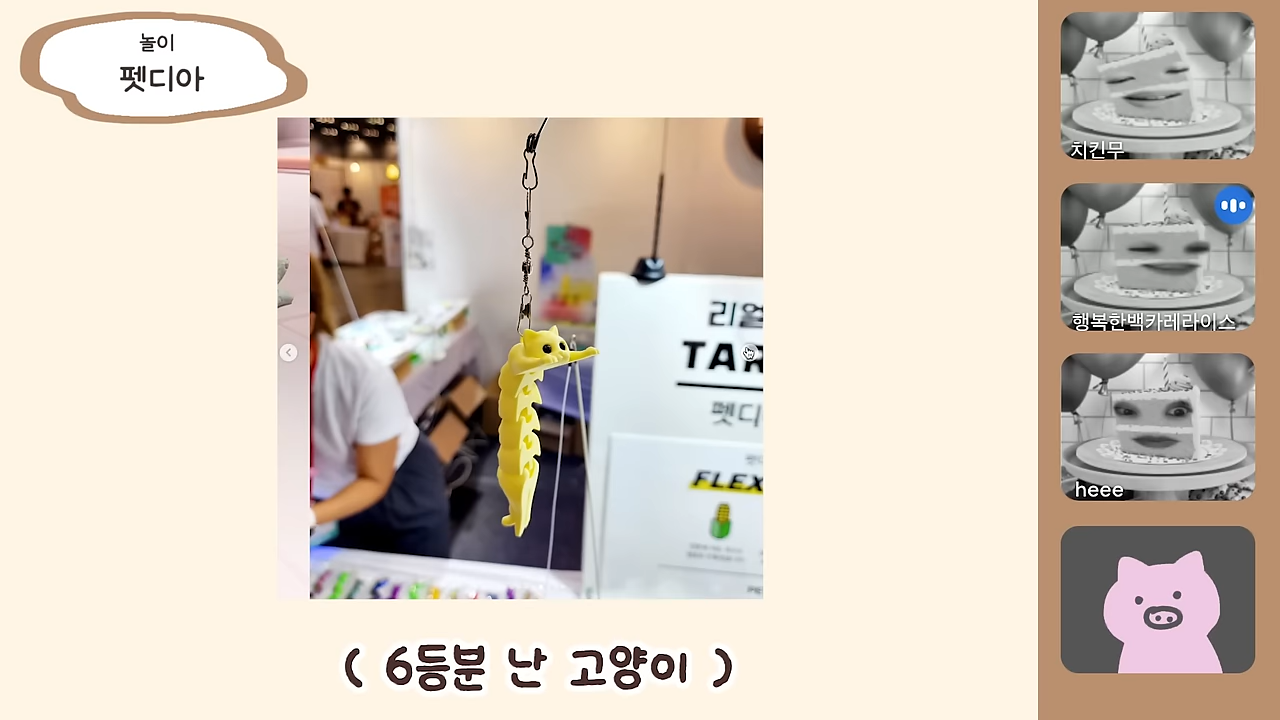 놀이
펫디아
리얼
TAR
펫디
FLEX
( 6등분 난 고양이 )
치킨무
행복한백카레라이스
heee